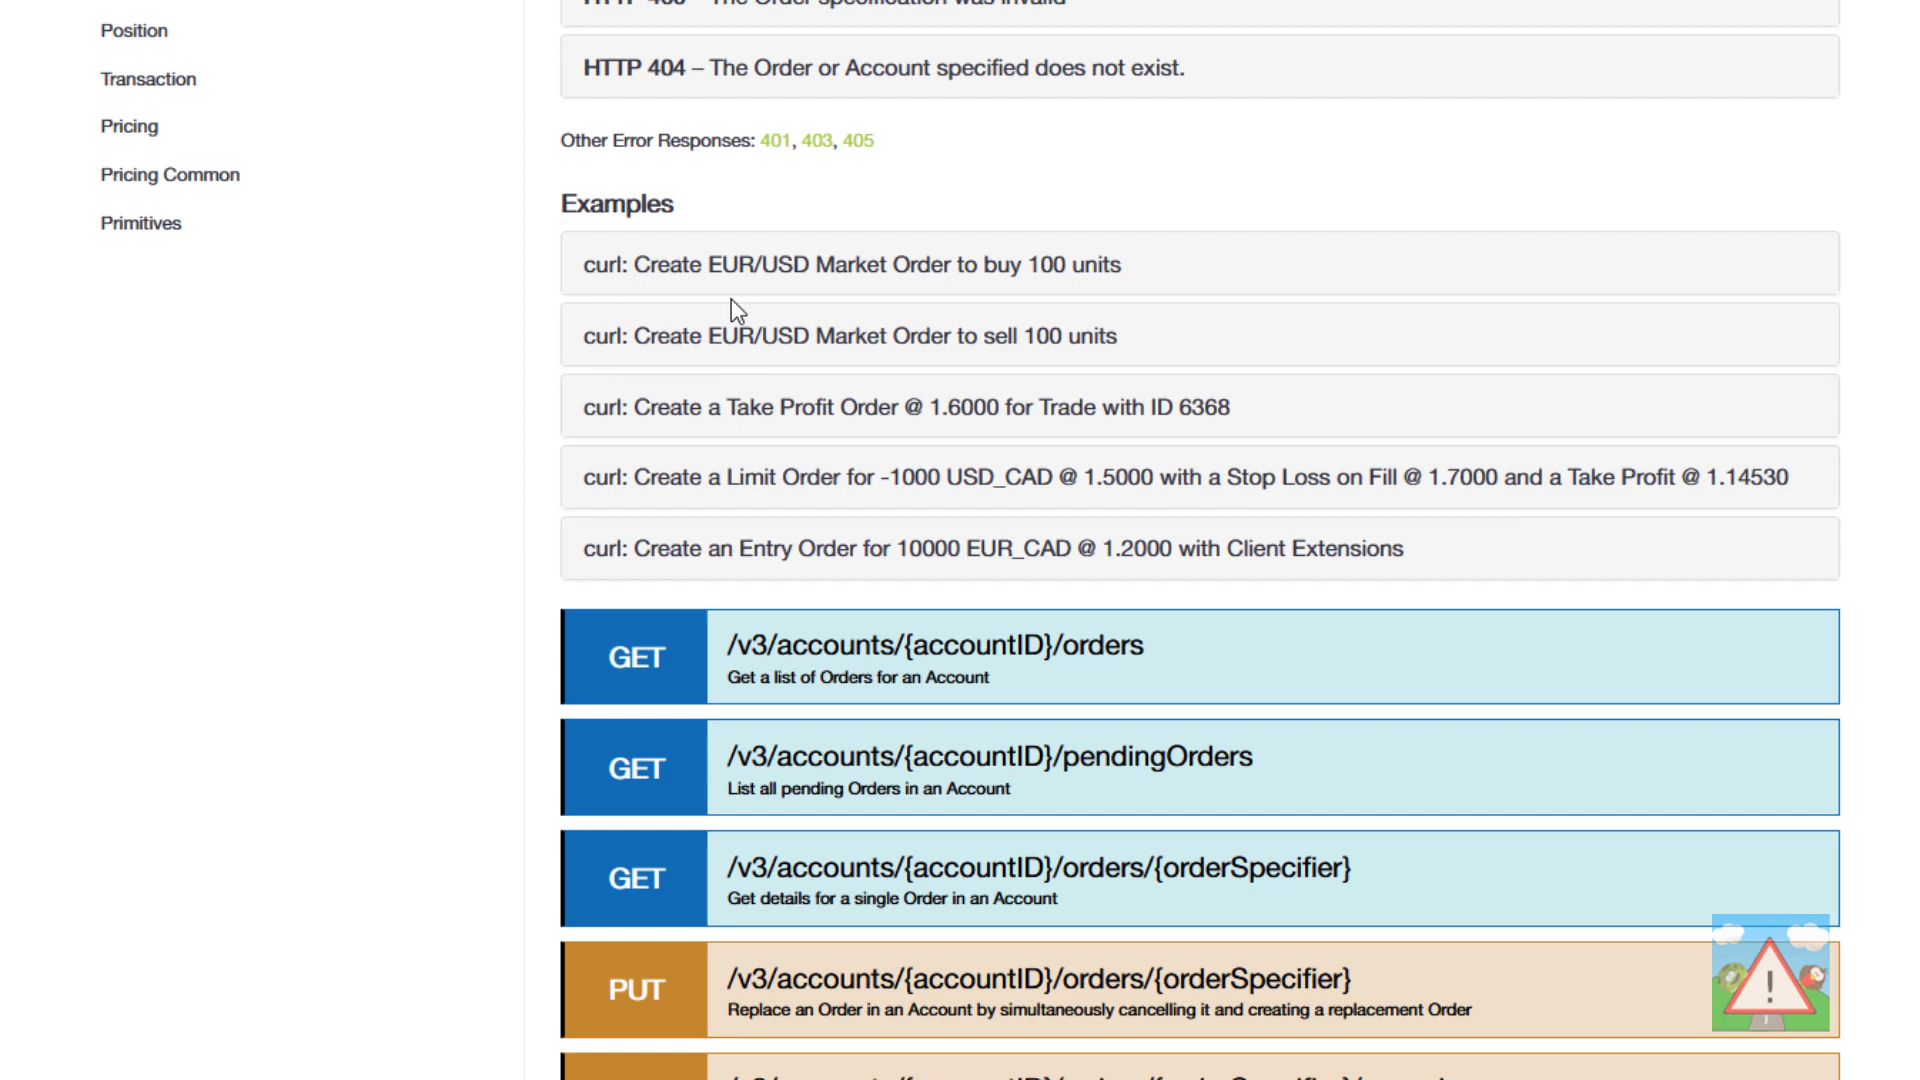 Position
Transaction
Pricing
Pricing Common
Primitives
HTTP 400 – The Order specification was invalid
HTTP 404 – The Order or Account specified does not exist.
Other Error Responses: 401, 403, 405
Examples
curl: Create EUR/USD Market Order to buy 100 units
curl: Create EUR/USD Market Order to sell 100 units
curl: Create a Take Profit Order @ 1.6000 for Trade with ID 6368
curl: Create a Limit Order for -1000 USD_CAD @ 1.5000 with a Stop Loss on Fill @ 1.7000 and a Take Profit @ 1.14530
curl: Create an Entry Order for 10000 EUR_CAD @ 1.2000 with Client Extensions
GET
/v3/accounts/{accountID}/orders
Get a list of Orders for an Account
GET
/v3/accounts/{accountID}/pendingOrders
List all pending Orders in an Account
GET
/v3/accounts/{accountID}/orders/{orderSpecifier}
Get details for a single Order in an Account
PUT
/v3/accounts/{accountID}/orders/{orderSpecifier}
Replace an Order in an Account by simultaneously cancelling it and creating a replacement Order
!